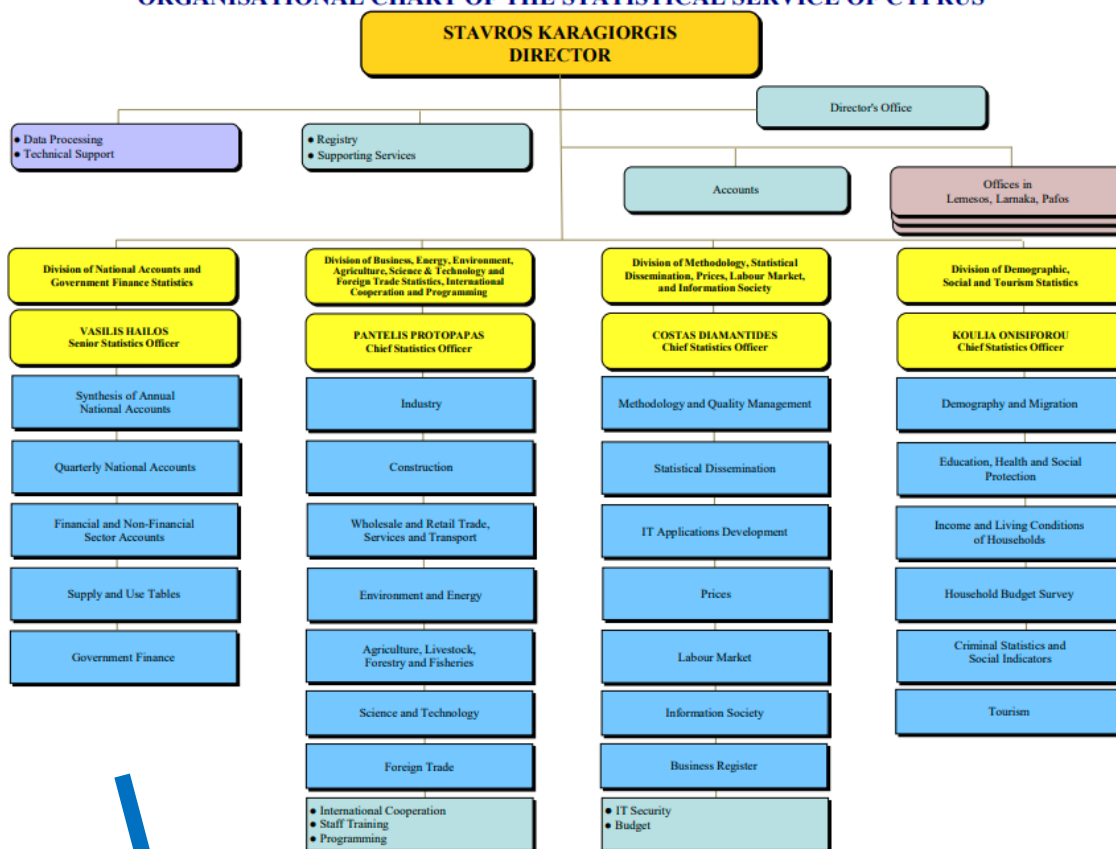 ORGANISATIONAL CHART OF THE STATISTICAL SERVICE OF CYPRUS
STAVROS KARAGIORGIS
DIRECTOR
Director's Office
● Data Processing
● Technical Support
● Registry
● Supporting Services
Accounts
Offices in
Lemesos, Larnaka, Pafos
Division of National Accounts and
Government Finance Statistics
VASILIS HAILOS
Senior Statistics Officer
Synthesis of Annual
National Accounts
Quarterly National Accounts
Financial and Non-Financial
Sector Accounts
Supply and Use Tables
Government Finance
Division of Business, Energy, Environment,
Agriculture, Science & Technology and
Foreign Trade Statistics, International
Cooperation and Programming
PANTELIS PROTOPAPAS
Chief Statistics Officer
Industry
Construction
Wholesale and Retail Trade,
Services and Transport
Environment and Energy
Agriculture, Livestock,
Forestry and Fisheries
Science and Technology
Foreign Trade
● International Cooperation
● Staff Training
● Programming
Division of Methodology, Statistical
Dissemination, Prices, Labour Market,
and Information Society
COSTAS DIAMANTIDES
Chief Statistics Officer
Methodology and Quality Management
Statistical Dissemination
IT Applications Development
Prices
Labour Market
Information Society
Business Register
● IT Security
● Budget
Division of Demographic,
Social and Tourism Statistics
KOULIA ONISIFOROU
Chief Statistics Officer
Demography and Migration
Education, Health and Social
Protection
Income and Living Conditions
of Households
Household Budget Survey
Criminal Statistics and
Social Indicators
Tourism